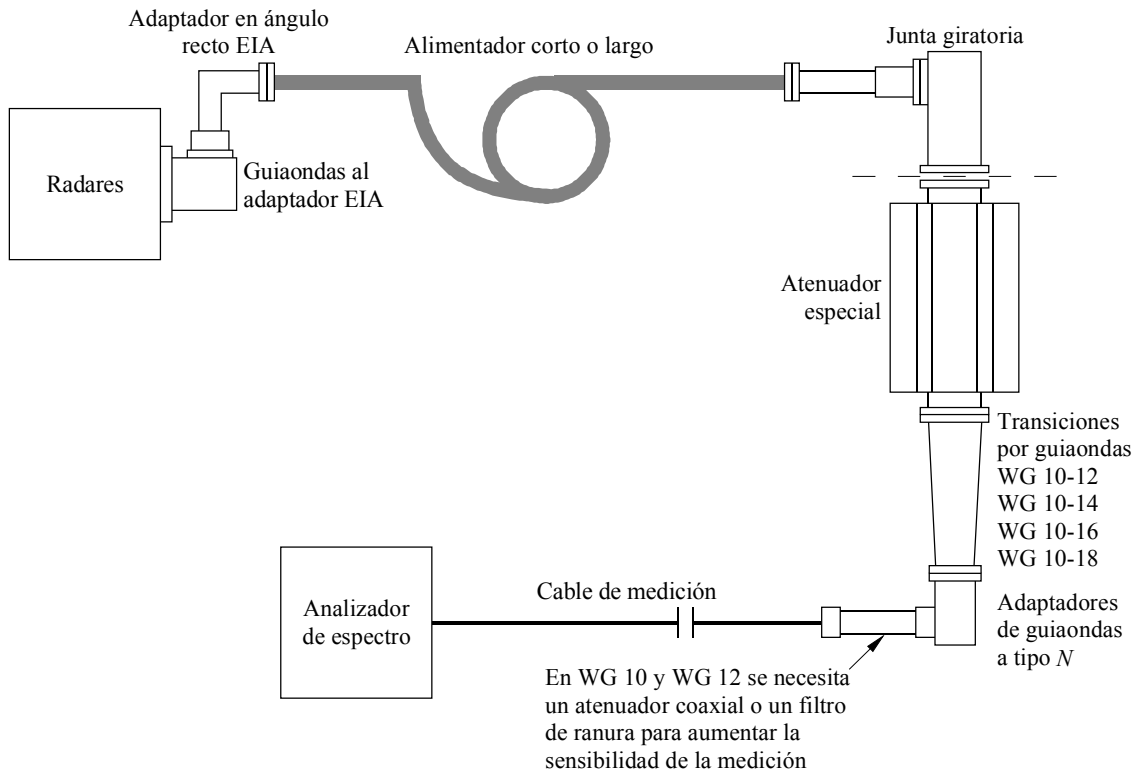 Adaptador en ángulo
recto EIA
Alimentador corto o largo
Junta giratoria
Radares
Guiaondas al
adaptador EIA
Atenuador
especial
Transiciones
por guiaondas
WG 10-12
WG 10-14
WG 10-16
WG 10-18
Analizador
de espectro
Cable de medición
Adaptadores
de guiaondas
a tipo N
En WG 10 y WG 12 se necesita
un atenuador coaxial o un filtro
de ranura para aumentar la
sensibilidad de la medición